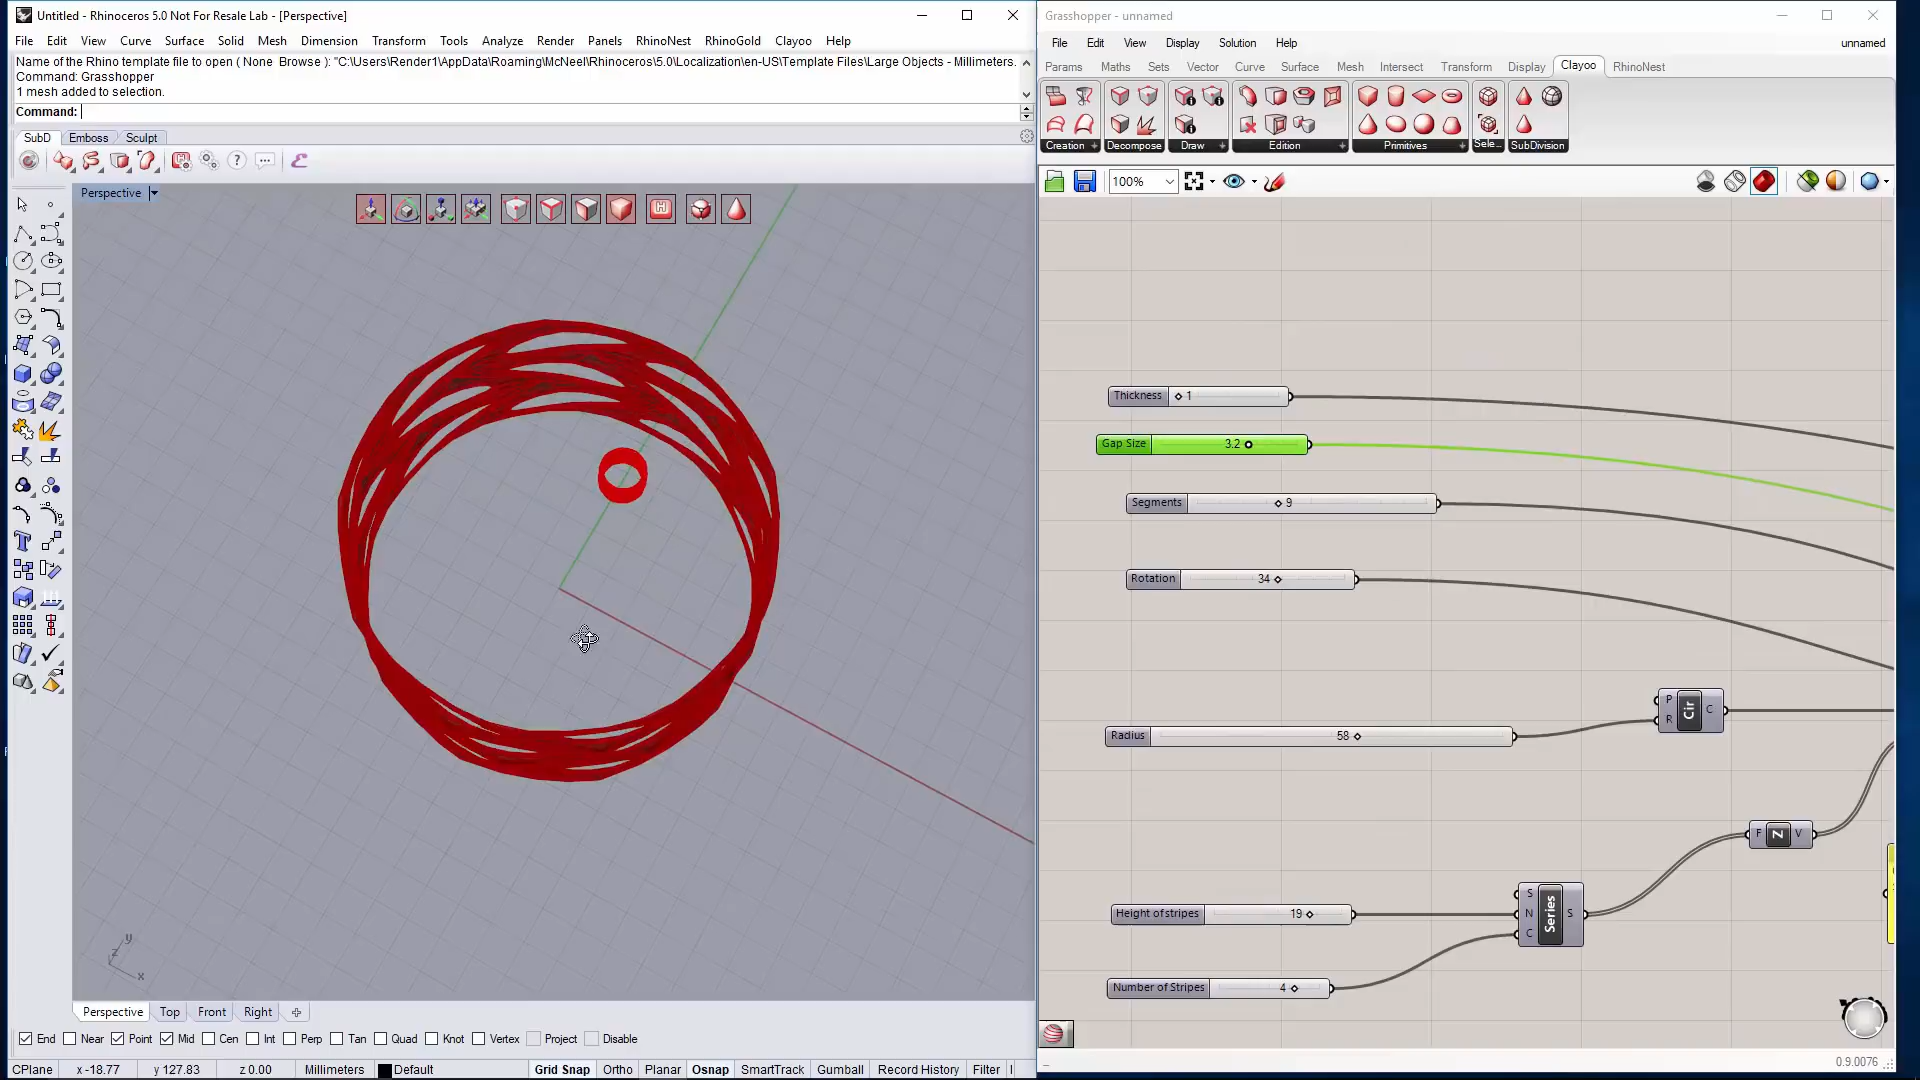 Untitled - Rhinoceros 5.0 Not For Resale Lab - [Perspective]
File Edit View Curve Surface Solid Mesh Dimension Transform Tools Analyze Render Panels RhinoNest RhinoGold Clayoo Help
Name of the Rhino template file to open ( None Browse ): "C:\Users\Render1\AppData\Roaming\McNeel\Rhinoceros\5.0\Localization\en-US\Template Files\Large Objects - Millimeters.
Command: Grasshopper
1 mesh added to selection.
Command:
SubD Emboss Sculpt
Perspective
y
z
x
Perspective Top Front Right
End Near Point Mid Cen Int Perp Tan Quad Knot Vertex Project Disable
CPlane x -18.77 y 127.83 z 0.00 Millimeters Default Grid Snap Ortho Planar Osnap SmartTrack Gumball Record History Filter
Grasshopper - unnamed
File Edit View Display Solution Help unnamed
Params Maths Sets Vector Curve Surface Mesh Intersect Transform Display Clayoo RhinoNest
Creation Decompose Draw Edition Primitives Sele... SubDivision
100%
Thickness 1
Gap Size 3.2
Segments 9
Rotation 34
P
R
Cir
C
Radius 58
F Z V
S
N
C
Series
S
Height of stripes 19
Number of Stripes 4
0.9.0076